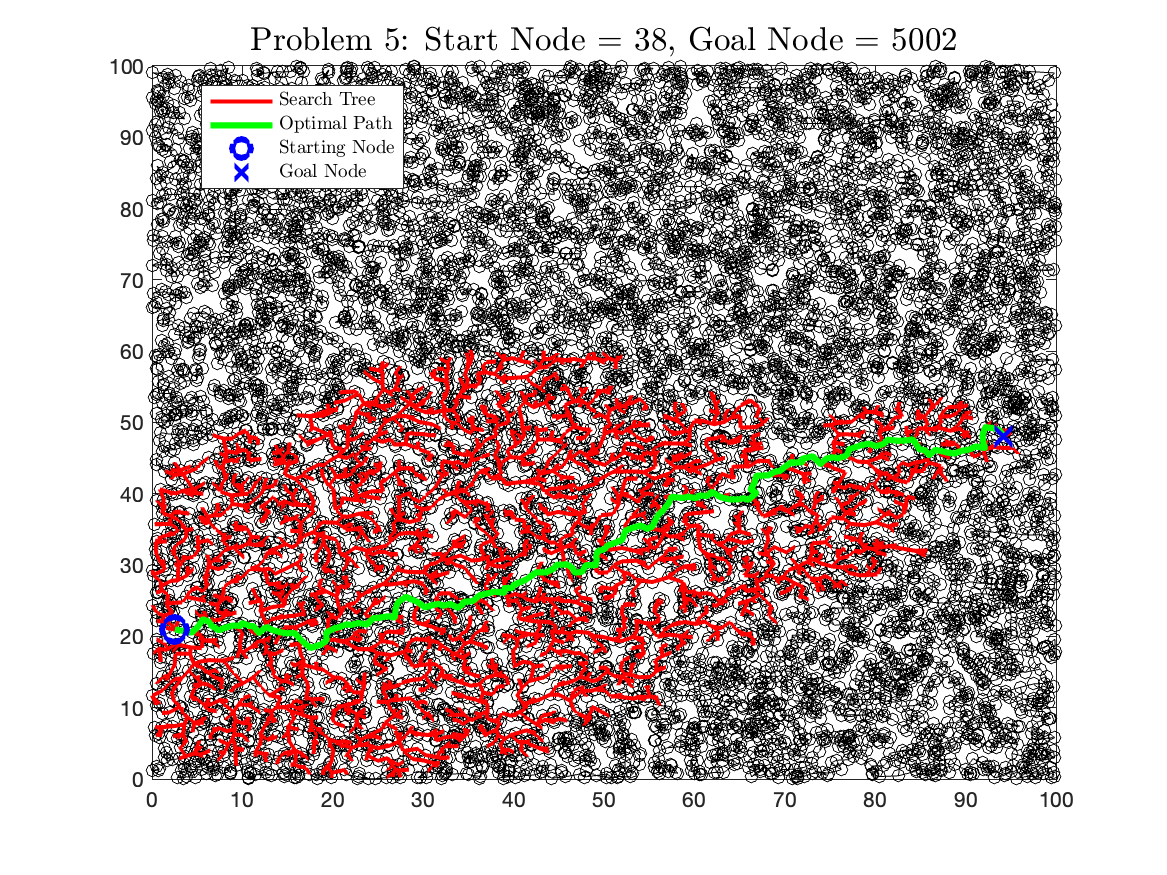 Problem 5: Start Node = 38, Goal Node = 5002
Search Tree
Optimal Path
Starting Node
Goal Node
100
90
80
70
60
50
40
30
20
10
0
0 10 20 30 40 50 60 70 80 90 100